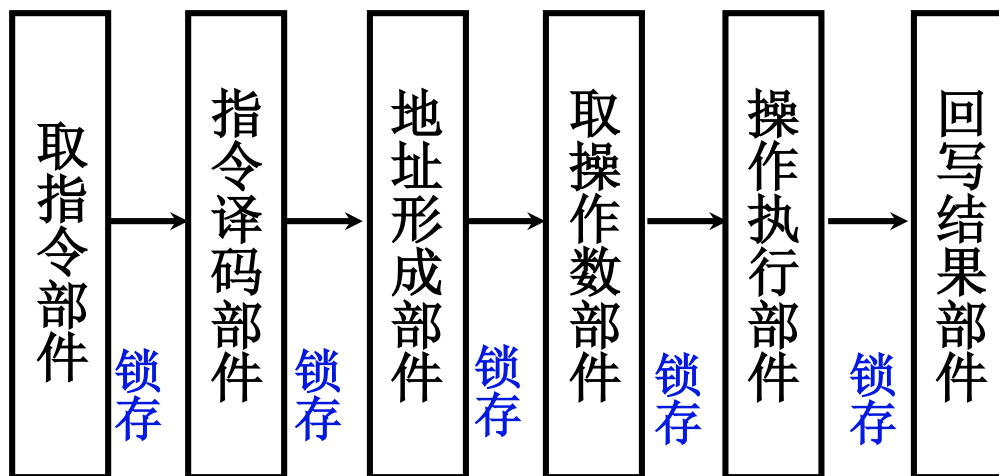 取指令部件
锁存
指令译码部件
锁存
地址形成部件
锁存
取操作数部件
锁存
操作执行部件
锁存
回写结果部件